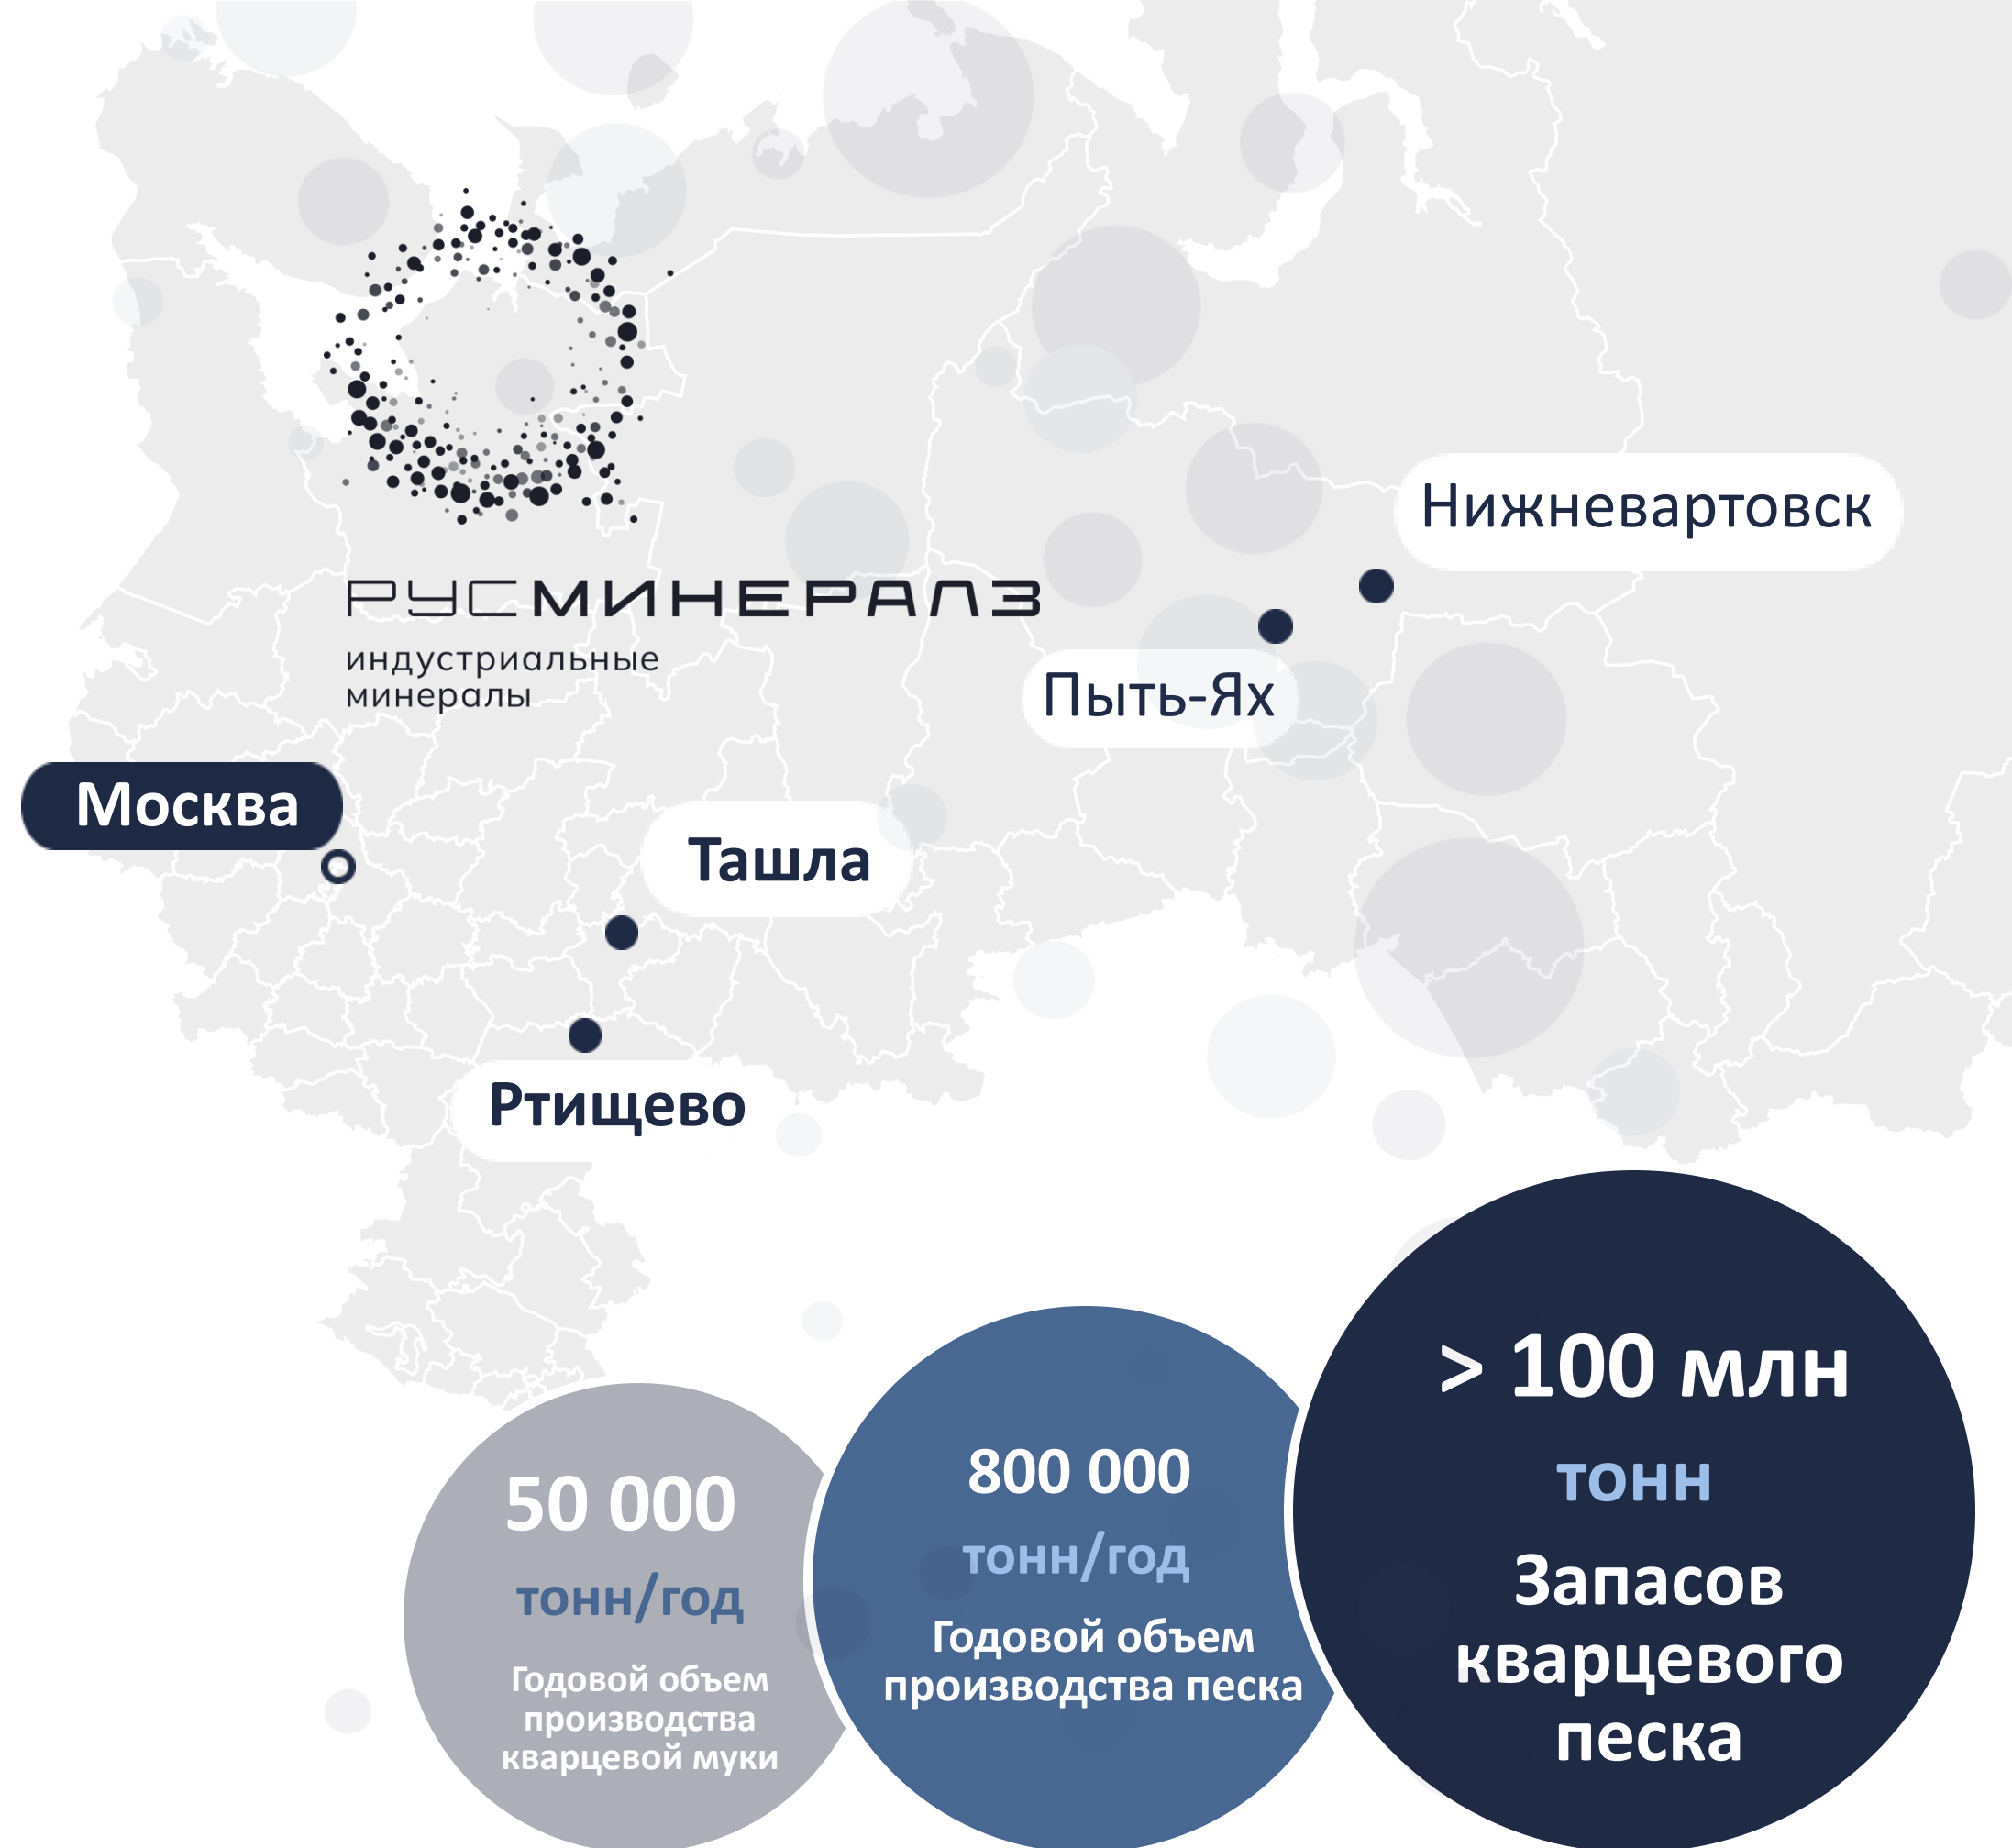 Нижневартовск
РУСМИНЕРАЛЗ
индустриальные
минералы
Пыть-Ях
Москва
Ташла
Ртищево
50 000
тонн/год
Годовой объем
производства
кварцевой муки
800 000
тонн/год
Годовой объем
производства песка
> 100 млн
тонн
Запасов
кварцевого
песка